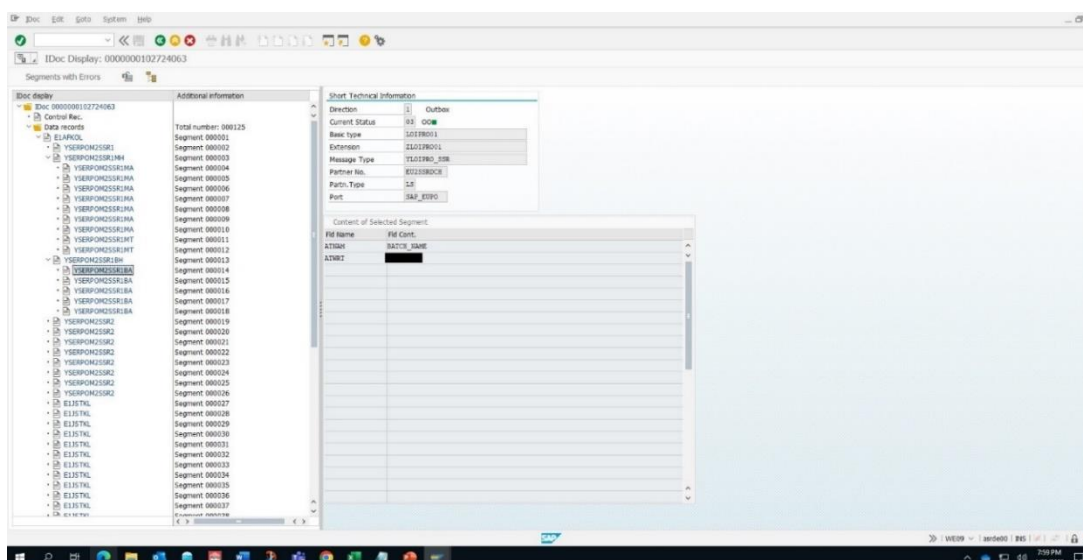 IDoc Edit Goto System Help
IDoc Display: 0000000102724063
Segments with Errors
IDoc display Additional information
IDoc 0000000102724063
Control Rec.
Data records Total number: 000125
E1AFKOL Segment 000001
YSERPOM2SSR1 Segment 000002
YSERPOM2SSR1MH Segment 000003
YSERPOM2SSR1MA Segment 000004
YSERPOM2SSR1MA Segment 000005
YSERPOM2SSR1MA Segment 000006
YSERPOM2SSR1MA Segment 000007
YSERPOM2SSR1MA Segment 000008
YSERPOM2SSR1MA Segment 000009
YSERPOM2SSR1MA Segment 000010
YSERPOM2SSR1MT Segment 000011
YSERPOM2SSR1MT Segment 000012
YSERPOM2SSR1BH Segment 000013
YSERPOM2SSR1BA Segment 000014
YSERPOM2SSR1BA Segment 000015
YSERPOM2SSR1BA Segment 000016
YSERPOM2SSR1BA Segment 000017
YSERPOM2SSR1BA Segment 000018
YSERPOM2SSR2 Segment 000019
YSERPOM2SSR2 Segment 000020
YSERPOM2SSR2 Segment 000021
YSERPOM2SSR2 Segment 000022
YSERPOM2SSR2 Segment 000023
YSERPOM2SSR2 Segment 000024
YSERPOM2SSR2 Segment 000025
YSERPOM2SSR2 Segment 000026
E1JSTKL Segment 000027
E1JSTKL Segment 000028
E1JSTKL Segment 000029
E1JSTKL Segment 000030
E1JSTKL Segment 000031
E1JSTKL Segment 000032
E1JSTKL Segment 000033
E1JSTKL Segment 000034
E1JSTKL Segment 000035
E1JSTKL Segment 000036
E1JSTKL Segment 000037
Short Technical Information
Direction 1 Outbox
Current Status 03
Basic type LOIPRO01
Extension ZLOIPRO01
Message Type YLOIPRO_SSR
Partner No.
Partn.Type LS
Port SAP_EUPO
Content of Selected Segment
Fld Name Fld Cont.
ATNAM BATCH_NAME
ATWRT
SAP
WE09 INS
7:59 PM